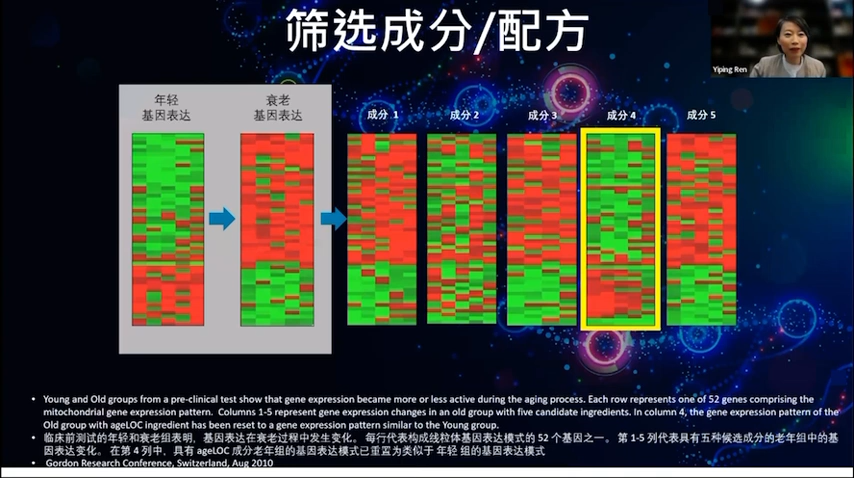 筛选成分/配方
Yiping Ren
年轻
基因表达
衰老
基因表达
成分 1
成分 2
成分 3
成分 4
成分 5
• Young and Old groups from a pre-clinical test show that gene expression became more or less active during the aging process. Each row represents one of 52 genes comprising the
mitochondrial gene expression pattern. Columns 1-5 represent gene expression changes in an old group with five candidate ingredients. In column 4, the gene expression pattern of the
Old group with ageLOC ingredient has been reset to a gene expression pattern similar to the Young group.
• 临床前测试的年轻和衰老组表明，基因表达在衰老过程中发生变化。 每行代表构成线粒体基因表达模式的 52 个基因之一。 第 1-5 列代表具有五种候选成分的老年组中的基
因表达变化。 在第 4 列中，具有 ageLOC 成分老年组的基因表达模式已重置为类似于 年轻 组的基因表达模式
• Gordon Research Conference, Switzerland, Aug 2010